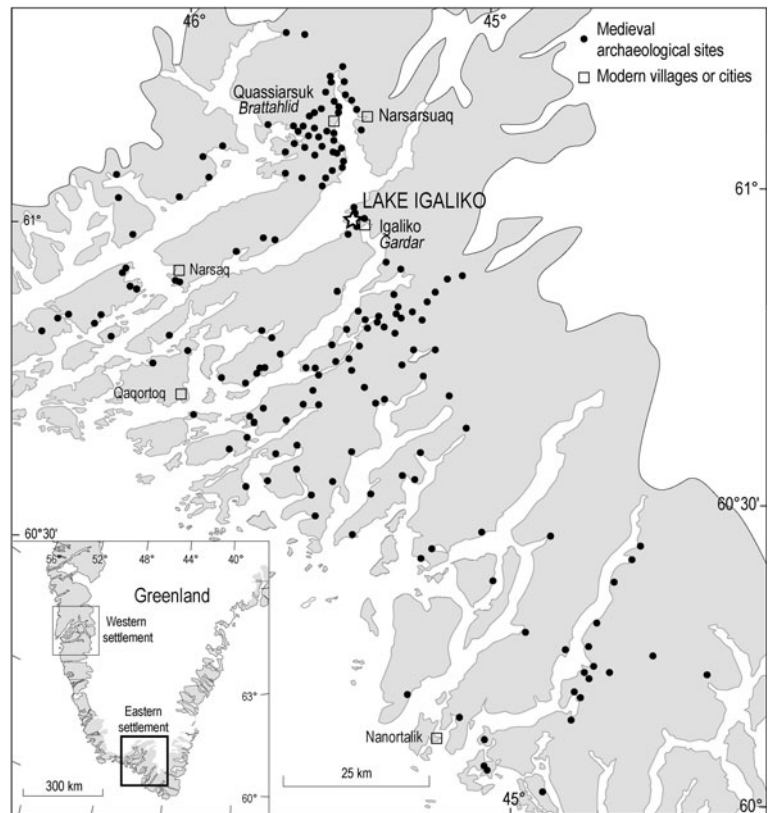 46°
45°
Medieval
archaeological sites
Modern villages or cities
Quassiarsuk
Brattahlid
Narsarsuaq
61°
LAKE IGALIKO
61°
Igaliko
Gardar
Narsaq
Qaqortoq
60°30'
60°30'
56°
52°
48°
44°
40°
Greenland
Western
settlement
63°
Eastern
settlement
Nanortalik
300 km
25 km
60°
45°
60°